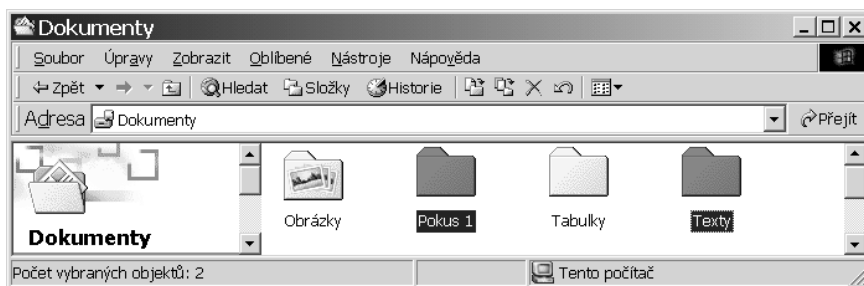 Dokumenty
Soubor Úpravy Zobrazit Oblíbené Nástroje Nápověda
Zpět Hledat Složky Historie
Adresa Dokumenty Přejít
Obrázky Pokus 1 Tabulky Texty
Dokumenty
Počet vybraných objektů: 2 Tento počítač